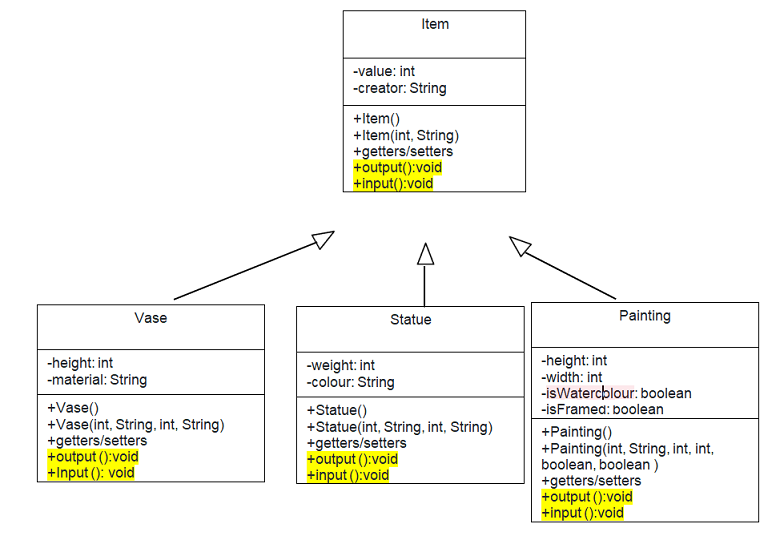 Item
-value: int
-creator: String
+Item()
+Item(int, String)
+getters/setters
+output():void
+input():void
Vase
-height: int
-material: String
+Vase()
+Vase(int, String, int, String)
+getters/setters
+output ():void
+Input (): void
Statue
-weight: int
-colour: String
+Statue()
+Statue(int, String, int, String)
+getters/setters
+output ():void
+input ():void
Painting
-height: int
-width: int
-isWatercolour: boolean
-isFramed: boolean
+Painting()
+Painting(int, String, int, int,
boolean, boolean )
+getters/setters
+output ():void
+input ():void